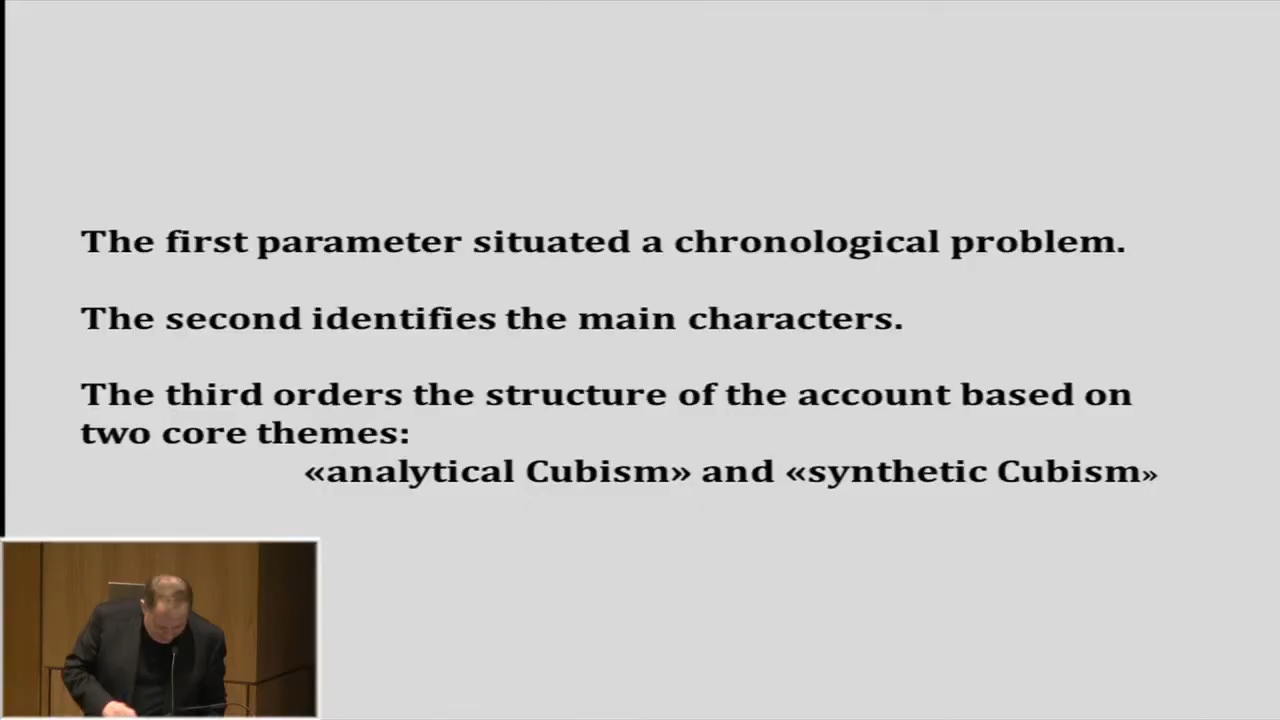 The first parameter situated a chronological problem.
The second identifies the main characters.
The third orders the structure of the account based on
two core themes:
«analytical Cubism» and «synthetic Cubism»